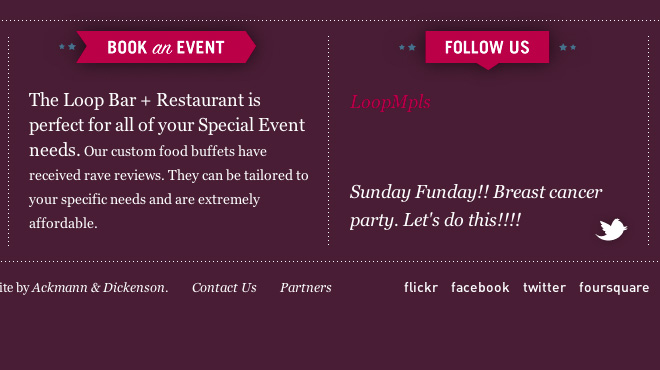 BOOK an EVENT
The Loop Bar + Restaurant is
perfect for all of your Special Event
needs. Our custom food buffets have
received rave reviews. They can be tailored to
your specific needs and are extremely
affordable.
FOLLOW US
LoopMpls
Sunday Funday!! Breast cancer
party. Let's do this!!!!
ite by Ackmann & Dickenson. Contact Us Partners
flickr facebook twitter foursquare